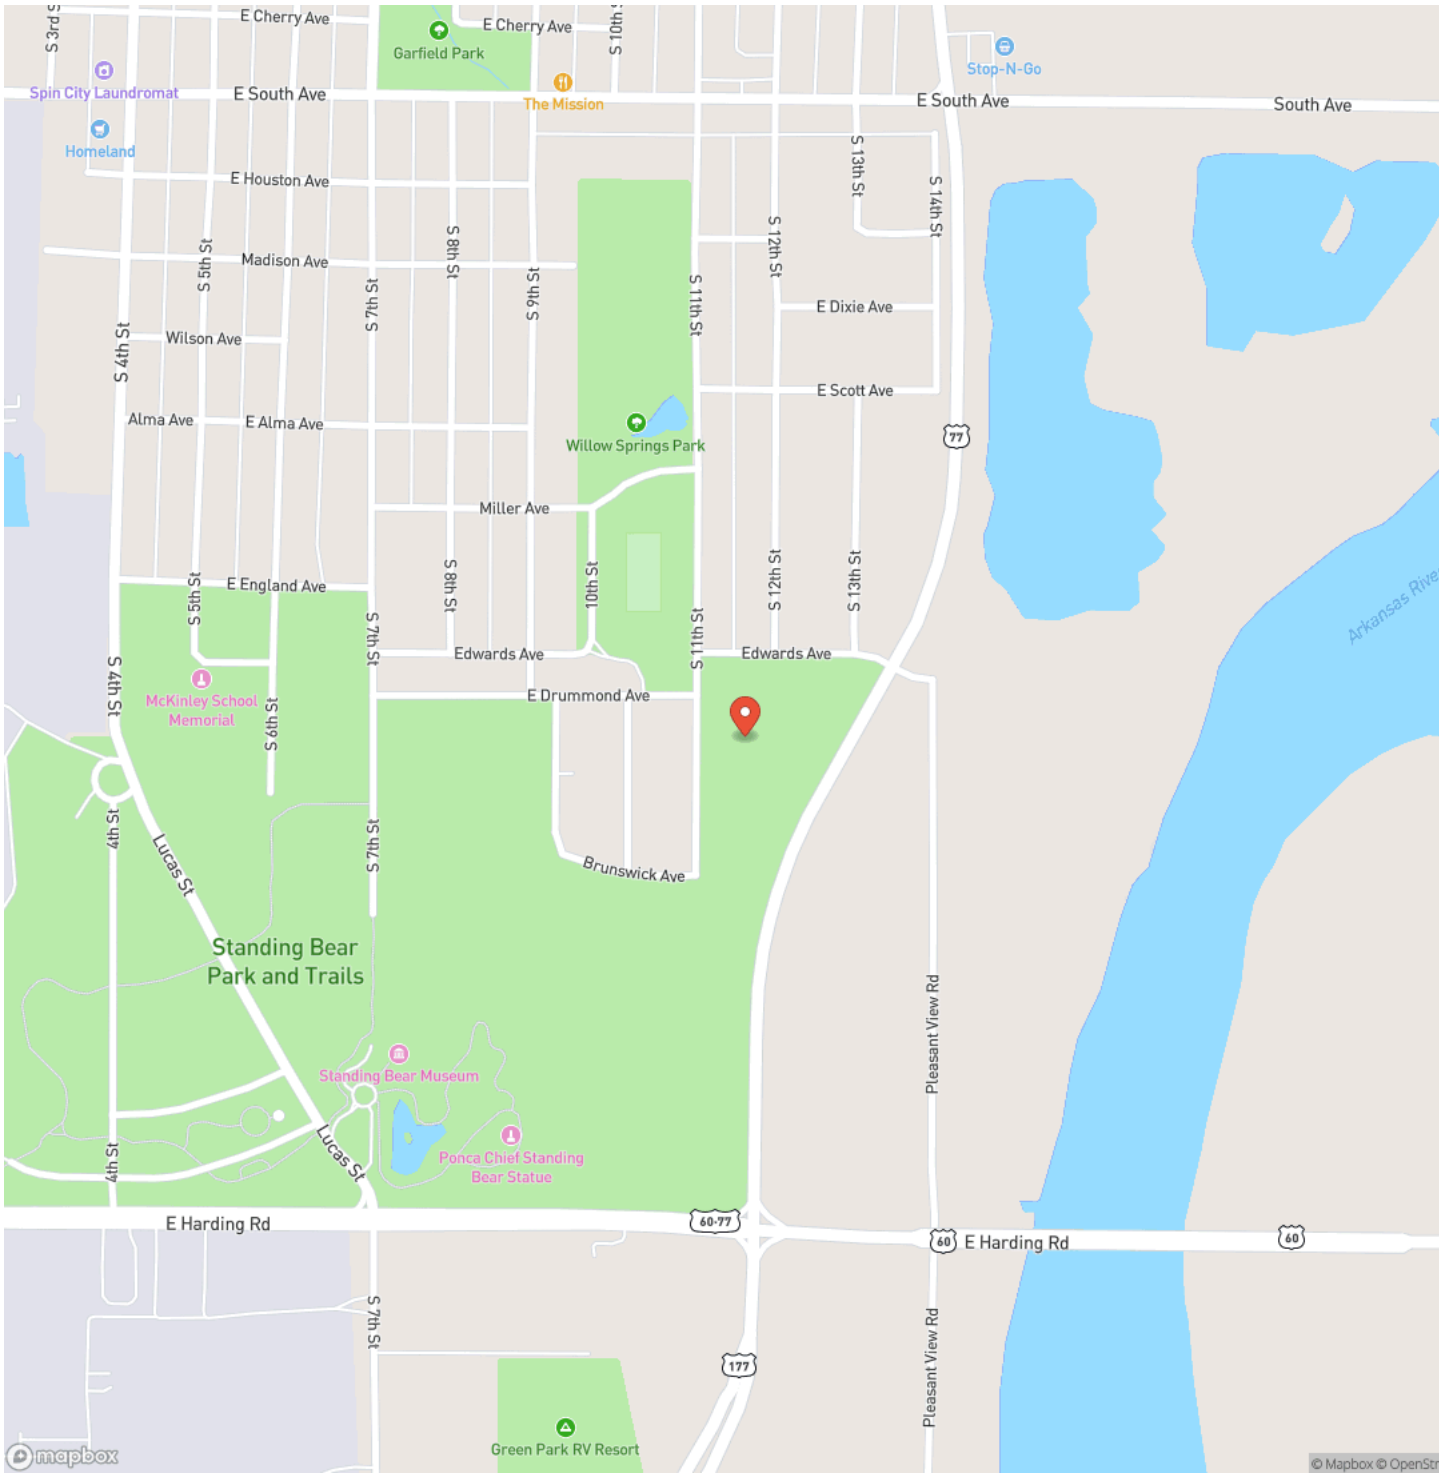 S 3rd S
E Cherry Ave
E Cherry Ave
S 10th S
Garfield Park
Stop-N-Go
Spin City Laundromat
E South Ave
The Mission
E South Ave
South Ave
Homeland
E Houston Ave
S 13th St
S 14th St
S 5th St
Madison Ave
S 8th St
S 12th St
S 7th St
S 9th St
S 11th St
E Dixie Ave
S 4th St
Wilson Ave
E Scott Ave
Alma Ave
E Alma Ave
Willow Springs Park
77
Miller Ave
E England Ave
S 5th St
S 8th St
10th St
S 12th St
S 13th St
Arkansas Rive
S 7th St
S 11th St
Edwards Ave
Edwards Ave
S 4th St
McKinley School
Memorial
S 6th St
E Drummond Ave
4th St
Lucas St
S 7th St
Brunswick Ave
Standing Bear
Park and Trails
Pleasant View Rd
Standing Bear Museum
4th St
Lucas St
Ponca Chief Standing
Bear Statue
E Harding Rd
60-77
60
E Harding Rd
60
S 7th St
177
Pleasant View Rd
Green Park RV Resort
mapbox
© Mapbox © OpenStr